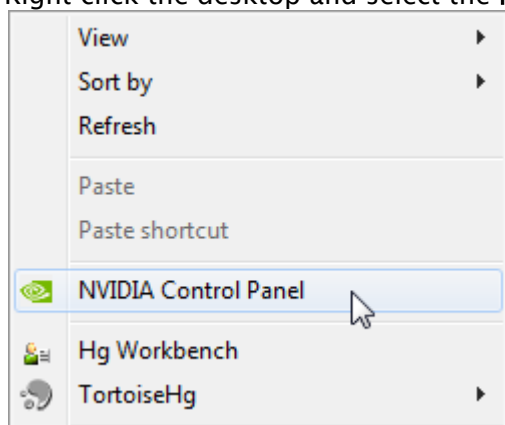 Right click the desktop and select the
View
Sort by
Refresh
Paste
Paste shortcut
NVIDIA Control Panel
Hg Workbench
TortoiseHg